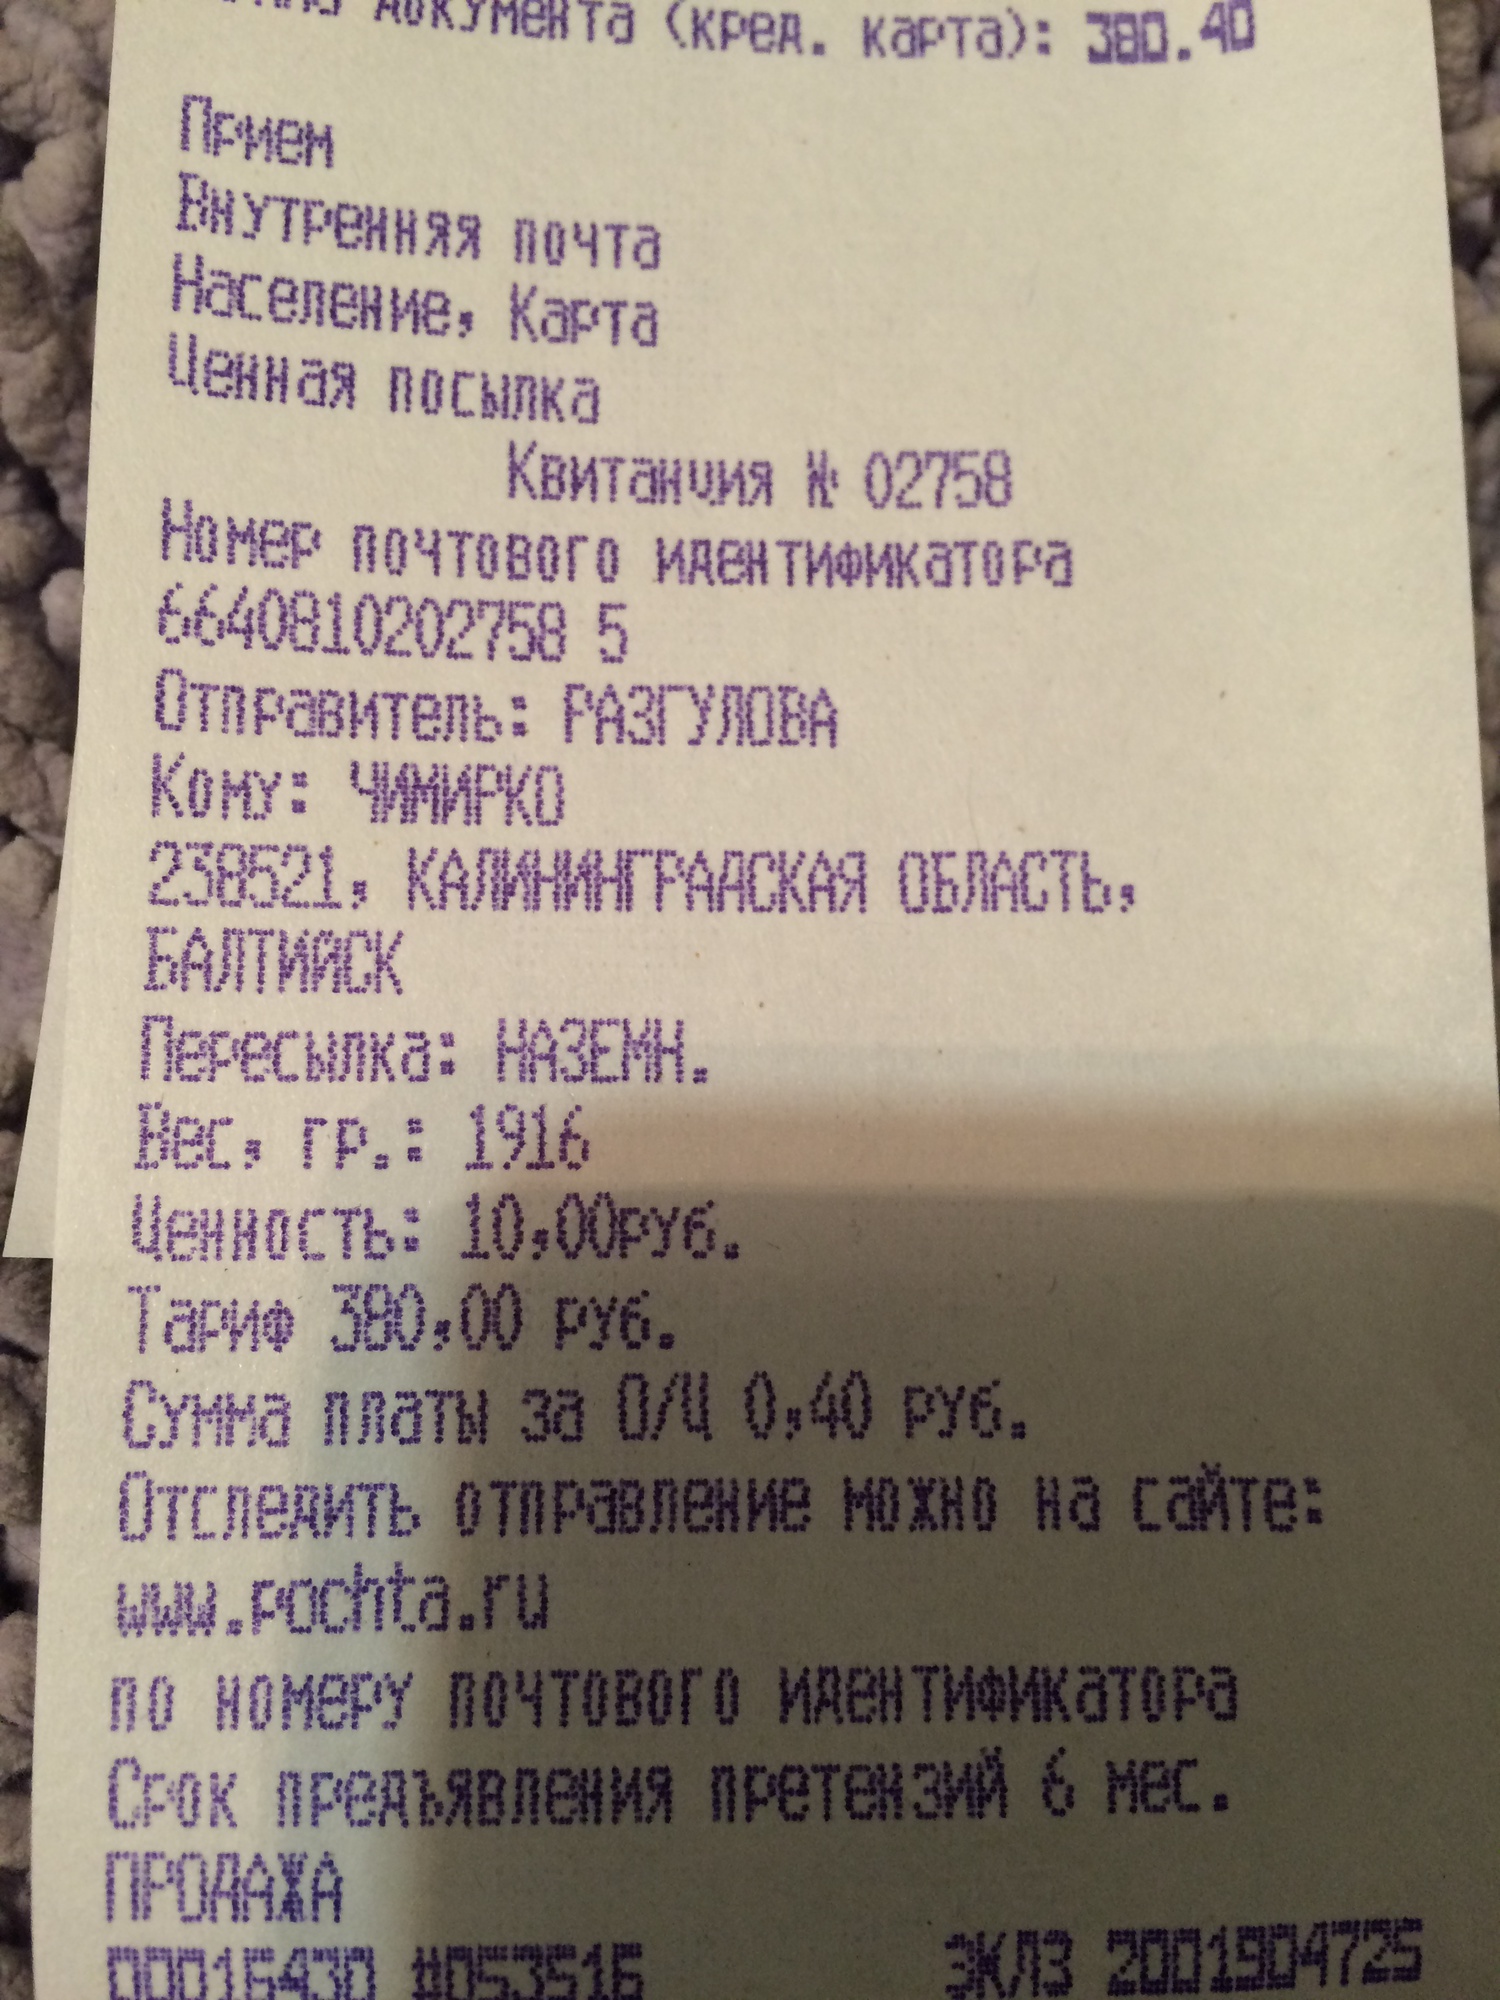 документа (кред. карта): 380.40
Прием
Внутренняя почта
Население, Карта
Ценная посылка
Квитанция № 02758
Номер почтового идентификатора
6640810202758 5
Отправитель: РАЗГУЛОВА
Кому: ЧИМИРКО
238521, КАЛИНИНГРАДСКАЯ ОБЛАСТЬ,
БАЛТИЙСК
Пересылка: НАЗЕМН.
Вес, гр.: 1916
Ценность: 10,00руб.
Тариф 380,00 руб.
Сумма платы за О/Ц 0,40 руб.
Отследить отправление можно на сайте:
www.pochta.ru
по номеру почтового идентификатора
Срок предъявления претензий 6 мес.
ПРОДАЖА
00016430 #053516 ЭКЛЗ 2001904725